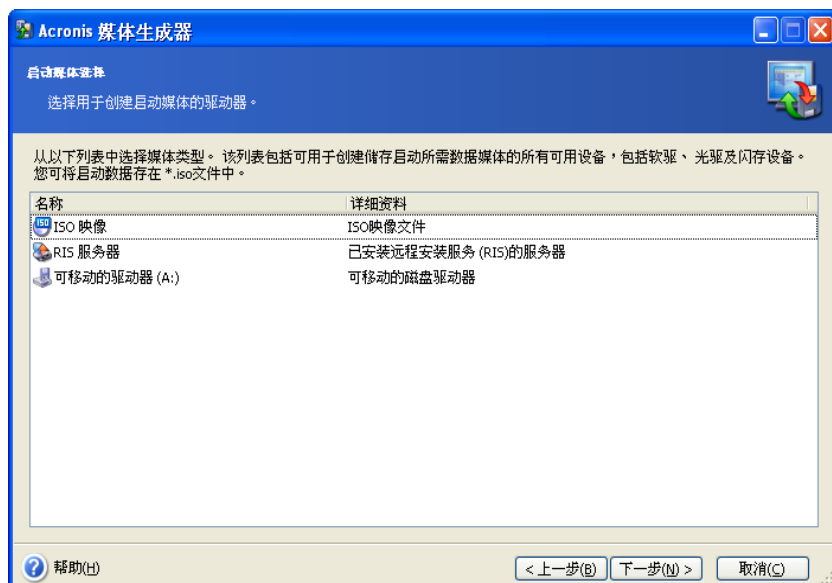 Acronis 媒体生成器
启动媒体选择
选择用于创建启动媒体的驱动器。
从以下列表中选择媒体类型。 该列表包括可用于创建储存启动所需数据媒体的所有可用设备，包括软驱、光驱及闪存设备。
您可将启动数据存在 *.iso文件中。
名称 详细资料
ISO ISO 映像 ISO映像文件
RIS 服务器 已安装远程安装服务 (RIS)的服务器
可移动的驱动器 (A:) 可移动的磁盘驱动器
? 帮助(H) < 上一步(B) 下一步(N) > 取消(C)